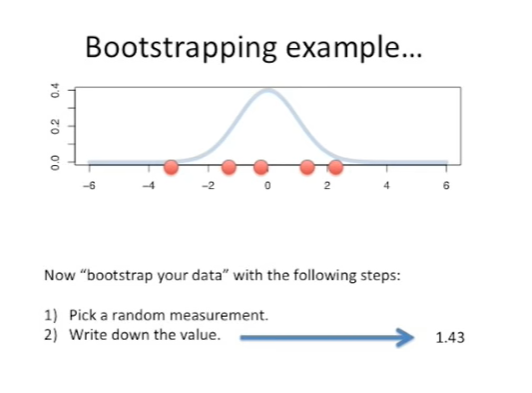 Bootstrapping example...
0.4
0.2
0.0
-6 -4 -2 0 2 4 6
Now “bootstrap your data” with the following steps:
1) Pick a random measurement.
2) Write down the value. 1.43